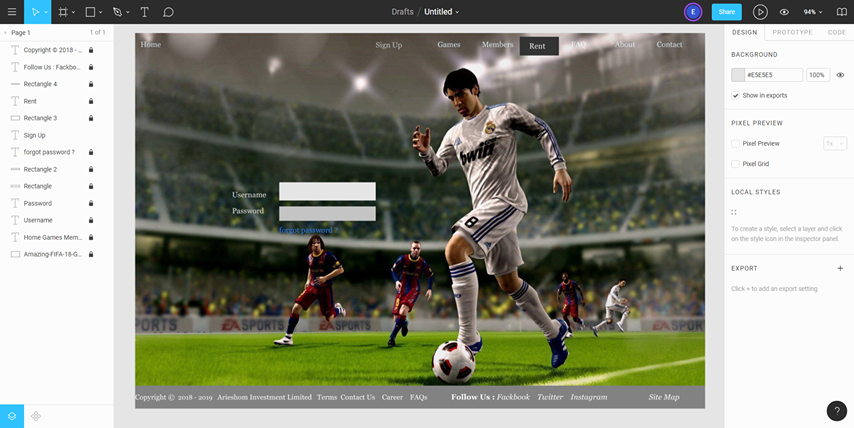 Drafts / Untitled
E
Share
94%
Page 1
1 of 1
Copyright © 2018 - ...
Follow Us : Fackbo...
Rectangle 4
Rent
Rectangle 3
Sign Up
forgot password ?
Rectangle 2
Rectangle
Password
Username
Home Games Mem...
Amazing-FIFA-18-G...
Home Sign Up Games Members Rent FAQ About Contact
bwin
8
Username
Password
forgot password ?
PORTS EA SPORTS EA SPORTS EA SPORTS
Copyright © 2018 - 2019 Arieshom Investment Limited Terms Contact Us Career FAQs Follow Us : Fackbook Twitter Instagram Site Map
DESIGN PROTOTYPE CODE
BACKGROUND
#E5E5E5 100%
Show in exports
PIXEL PREVIEW
Pixel Preview 1x
Pixel Grid
LOCAL STYLES
To create a style, select a layer and click
on the style icon in the inspector panel.
EXPORT
Click + to add an export setting
?